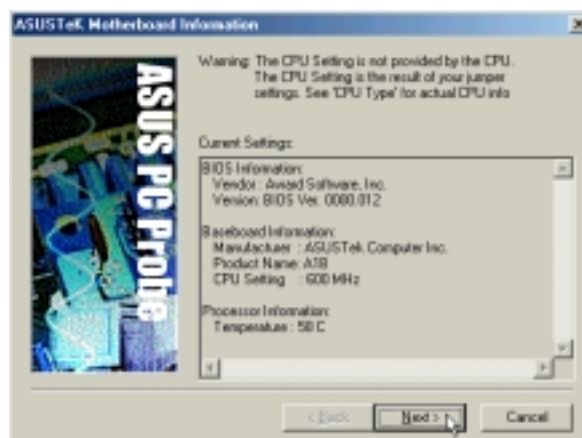 ASUSTeK Motherboard Information
Warning: The CPU Setting is not provided by the CPU.
The CPU Setting is the result of your jumper
settings. See 'CPU Type' for actual CPU info
ASUS PC Probe
Current Settings:
BIOS Information:
Vendor : Award Software, Inc.
Version: BIOS Ver. 0080.012
Baseboard Information:
Manufacturer : ASUSTek Computer Inc.
Product Name: A1B
CPU Setting : 600 MHz
Processor Information:
Temperature : 58 C
< Back
Next >
Cancel